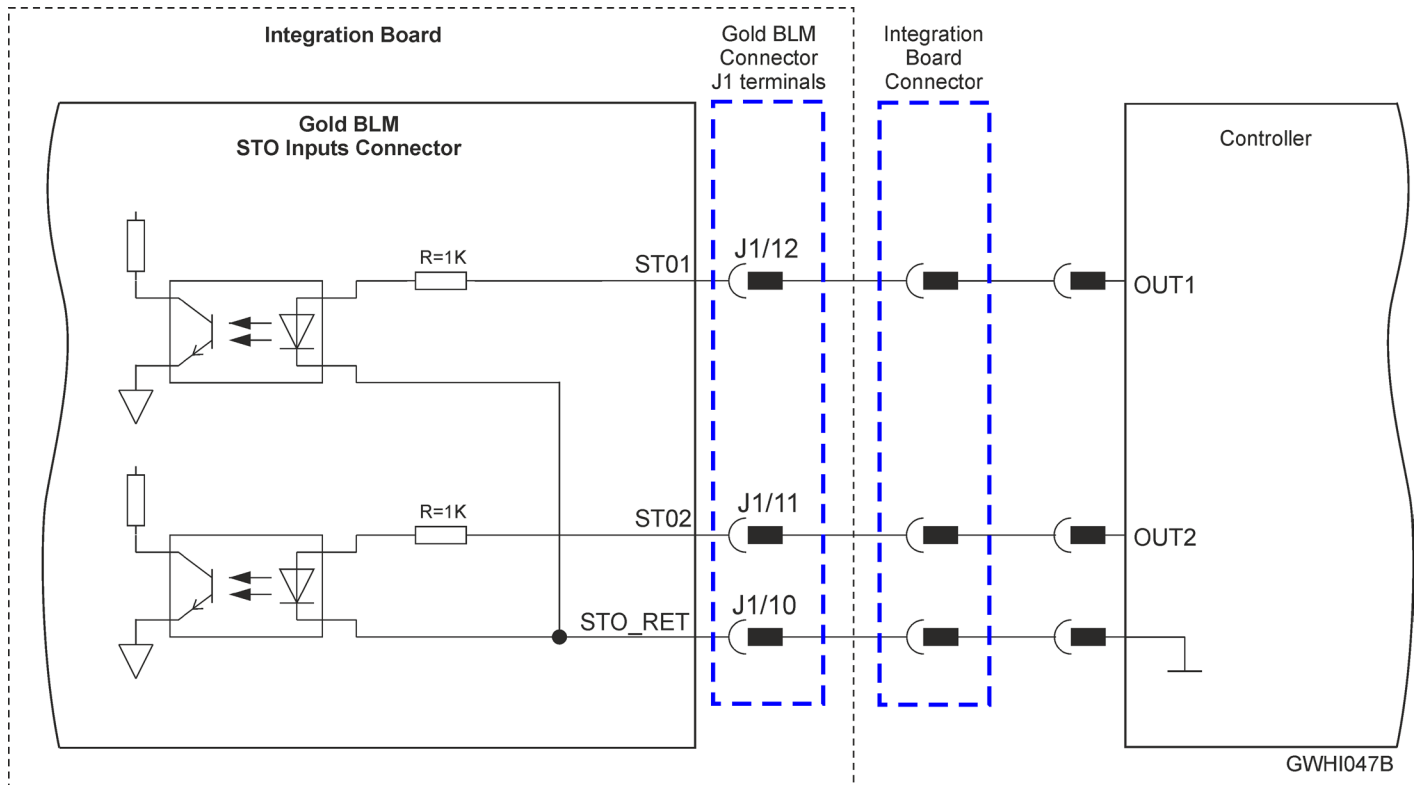 Integration Board
Gold BLM
Connector
J1 terminals
Integration
Board
Connector
Gold BLM
STO Inputs Connector
Controller
R=1K
ST01
J1/12
OUT1
R=1K
ST02
J1/11
OUT2
STO_RET
J1/10
GWHI047B